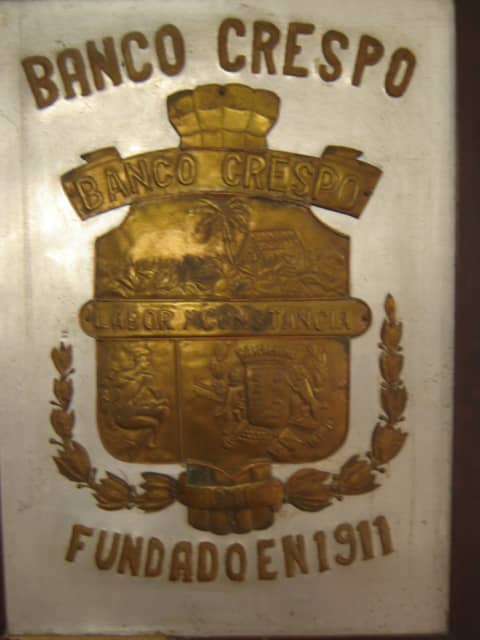 BANCO CRESPO
BANCO CRESPO
LABOR Y CONSTANCIA
FUNDADO EN 1911